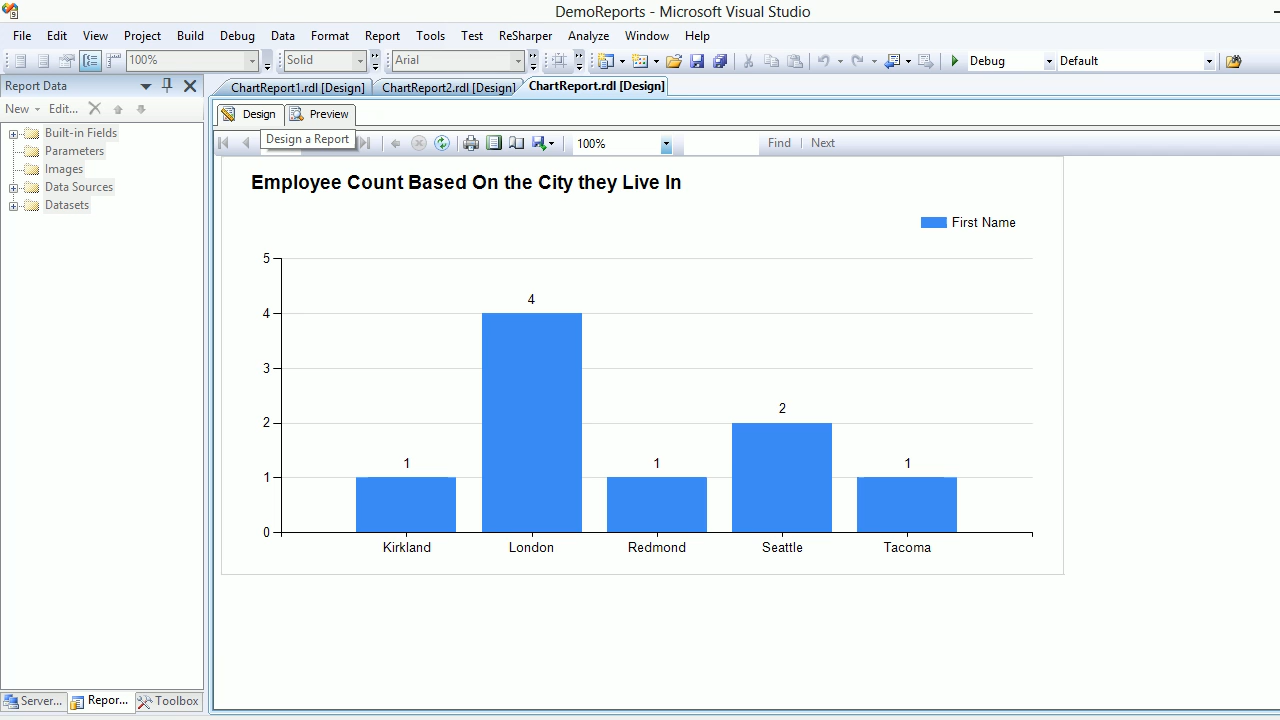 DemoReports - Microsoft Visual Studio
File Edit View Project Build Debug Data Format Report Tools Test ReSharper Analyze Window Help
100% Solid Arial Debug Default
Report Data
ChartReport1.rdl [Design] ChartReport2.rdl [Design] ChartReport.rdl [Design]
New Edit...
Design Preview
Design a Report
100% Find Next
Built-in Fields
Parameters
Images
Data Sources
Datasets
Employee Count Based On the City they Live In
First Name
5
4
3
2
1
0
1
4
1
2
1
Kirkland London Redmond Seattle Tacoma
Server... Repor... Toolbox